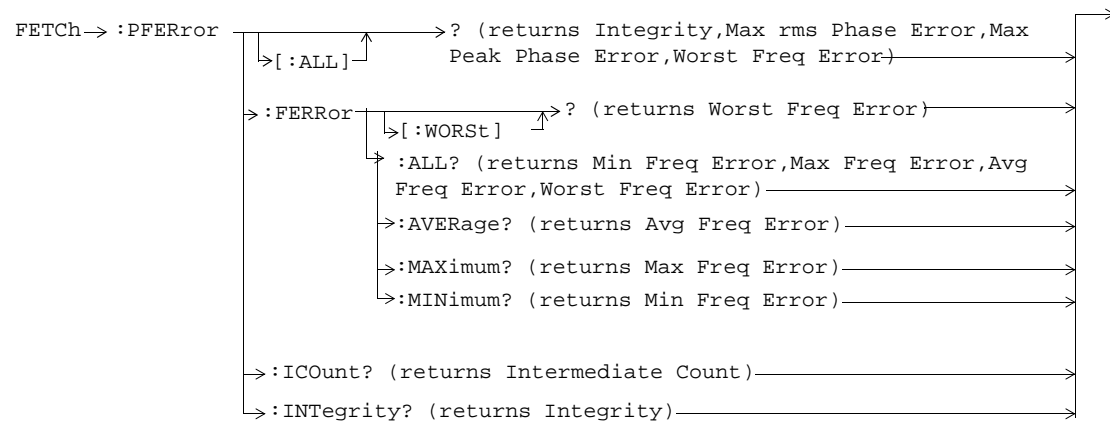 FETCh :PFERror ? (returns Integrity,Max rms Phase Error,Max
[:ALL] Peak Phase Error,Worst Freq Error)
:FERRor ? (returns Worst Freq Error)
[:WORSt]
:ALL? (returns Min Freq Error,Max Freq Error,Avg
Freq Error,Worst Freq Error)
:AVERage? (returns Avg Freq Error)
:MAXimum? (returns Max Freq Error)
:MINimum? (returns Min Freq Error)
:ICOunt? (returns Intermediate Count)
:INTegrity? (returns Integrity)